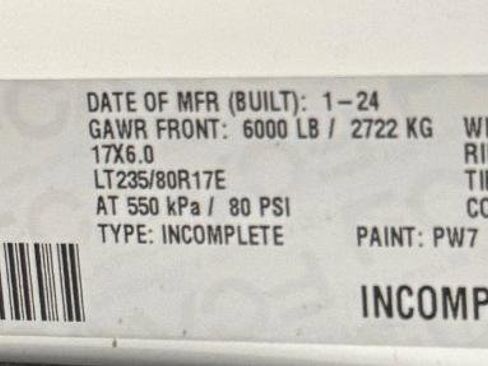 DATE OF MFR (BUILT): 1-24
GAWR FRONT: 6000 LB / 2722 KG
17X6.0
LT235/80R17E
AT 550 kPa / 80 PSI
TYPE: INCOMPLETE PAINT: PW7